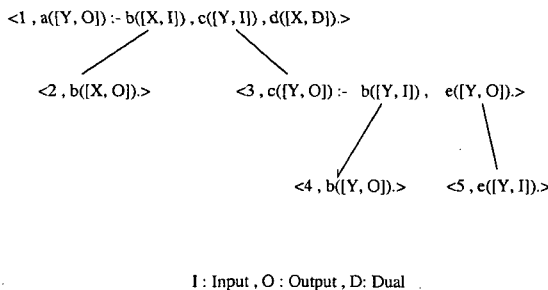 <1 , a([Y, O]) :- b([X, I]) , c([Y, I]) , d([X, D]).>
<2 , b([X, O]).> <3 , c([Y, O]) :- b([Y, I]) , e([Y, O]).>
<4 , b([Y, O]).> <5 , e([Y, I]).>
I : Input , O : Output , D: Dual